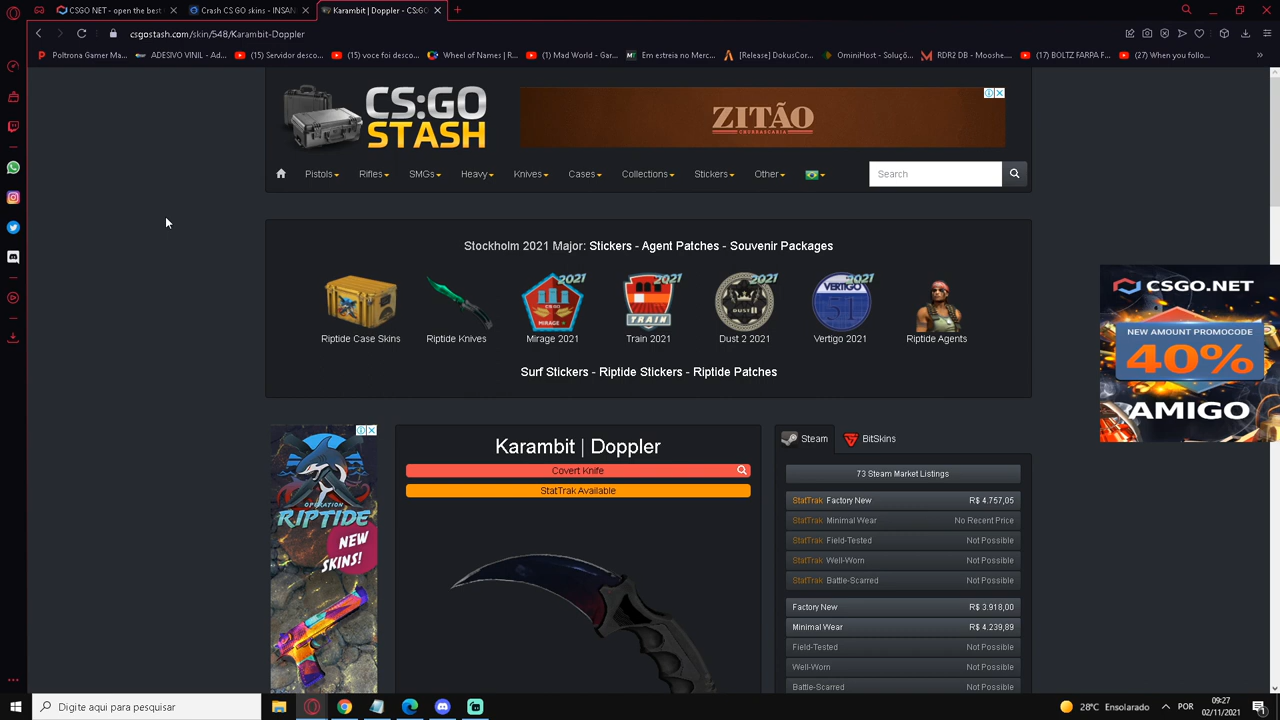 CSGO NET - open the best
Crash CS GO skins - INSAN
Karambit | Doppler - CS:GO
csgostash.com/skin/548/Karambit-Doppler
Poltrona Gamer Ma...
ADESIVO VINIL - Ad...
(15) Servidor desco...
(15) voce foi desco...
Wheel of Names | R...
(1) Mad World - Gar...
Em estreia no Merc...
[Release] DokusCor...
OminiHost - Soluçõ...
RDR2 DB - Mooshe...
(17) BOLTZ FARPA F...
(27) When you follo...
CS:GO
STASH
ZITÃO
CHURRASCARIA
Pistols
Rifles
SMGs
Heavy
Knives
Cases
Collections
Stickers
Other
Search
Stockholm 2021 Major: Stickers - Agent Patches - Souvenir Packages
Riptide Case Skins
Riptide Knives
Mirage 2021
Train 2021
Dust 2 2021
Vertigo 2021
Riptide Agents
Surf Stickers - Riptide Stickers - Riptide Patches
CSGO.NET
NEW AMOUNT PROMOCODE
40%
AMIGO
OPERATION
RIPTIDE
NEW
SKINS!
Karambit | Doppler
Covert Knife
StatTrak Available
Steam
BitSkins
73 Steam Market Listings
StatTrak Factory New R$ 4.757,05
StatTrak Minimal Wear No Recent Price
StatTrak Field-Tested Not Possible
StatTrak Well-Worn Not Possible
StatTrak Battle-Scarred Not Possible
Factory New R$ 3.918,00
Minimal Wear R$ 4.239,89
Field-Tested Not Possible
Well-Worn Not Possible
Battle-Scarred Not Possible
Digite aqui para pesquisar
28°C Ensolarado
POR
09:27
02/11/2021